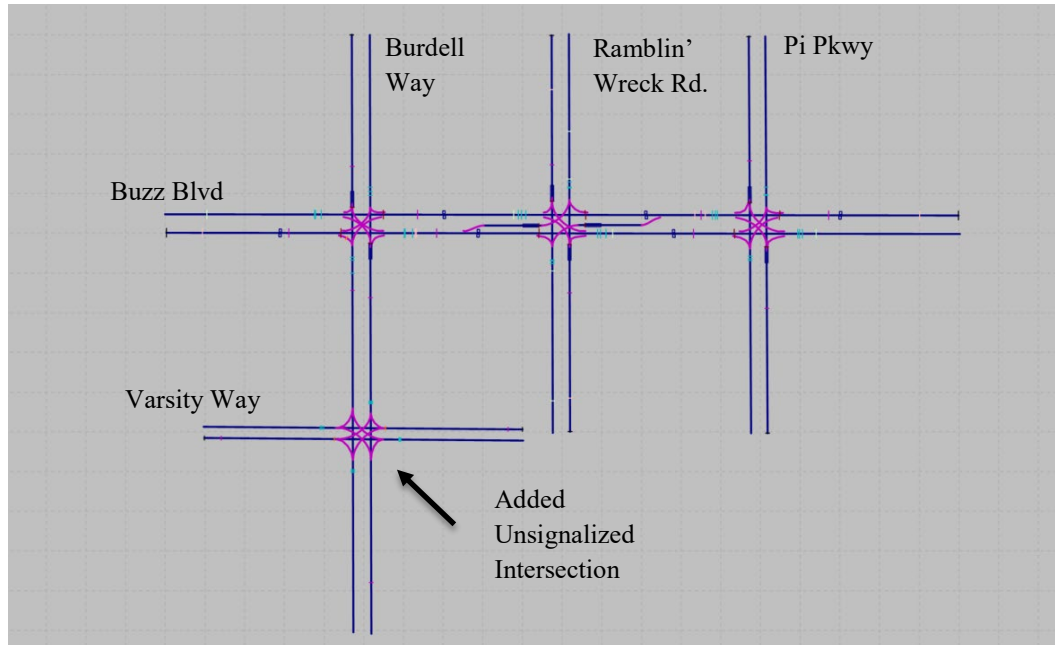 Burdell
Way
Ramblin’
Wreck Rd.
Pi Pkwy
Buzz Blvd
Varsity Way
Added
Unsignalized
Intersection